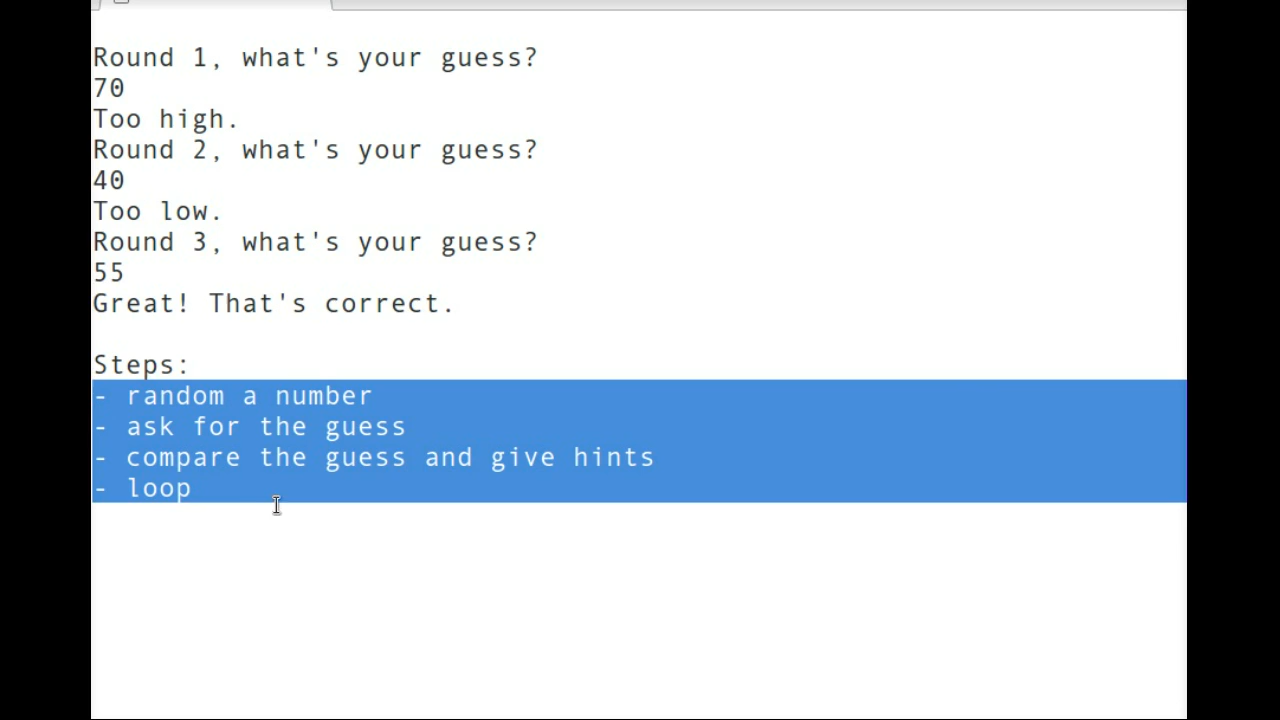 Round 1, what's your guess?
70
Too high.
Round 2, what's your guess?
40
Too low.
Round 3, what's your guess?
55
Great! That's correct.
Steps:
- random a number
- ask for the guess
- compare the guess and give hints
- loop